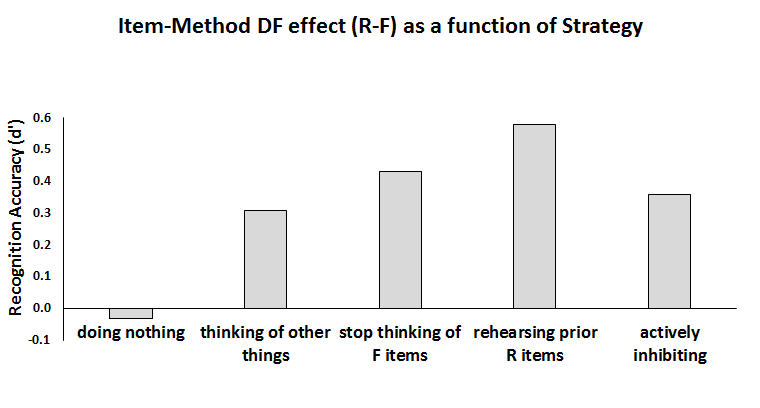 Item-Method DF effect (R-F) as a function of Strategy
Recognition Accuracy (d')
0.6
0.5
0.4
0.3
0.2
0.1
0.0
-0.1
doing nothing
thinking of other
things
stop thinking of
F items
rehearsing prior
R items
actively
inhibiting